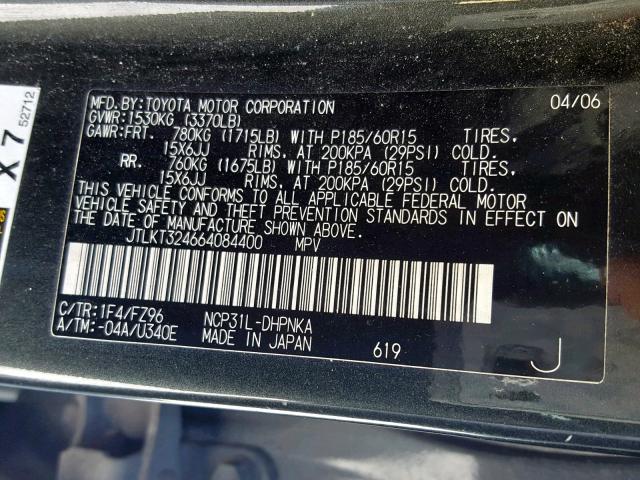 MFD.BY:TOYOTA MOTOR CORPORATION 04/06
GVWR:1530KG (3370LB)
GAWR:FRT. 780KG (1715LB) WITH P185/60R15 TIRES,
15X6JJ RIMS, AT 200KPA (29PSI) COLD.
RR. 760KG (1675LB) WITH P185/60R15 TIRES,
15X6JJ RIMS, AT 200KPA (29PSI) COLD.
THIS VEHICLE CONFORMS TO ALL APPLICABLE FEDERAL MOTOR
VEHICLE SAFETY AND THEFT PREVENTION STANDARDS IN EFFECT ON
THE DATE OF MANUFACTURE SHOWN ABOVE.
JTLKT324664084400 MPV
C/TR:1F4/FZ96 NCP31L-DHPNKA
A/TM:-04A/U340E MADE IN JAPAN 619 J
X7
52712